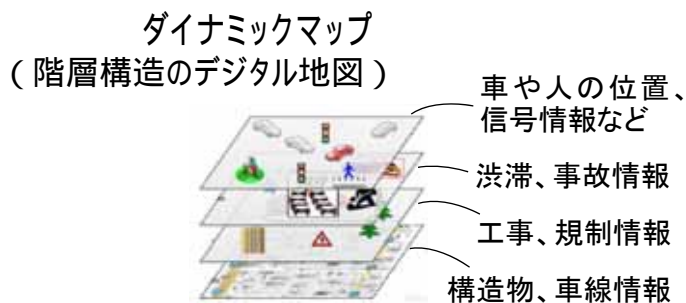 ダイナミックマップ
(階層構造のデジタル地図)
車や人の位置、
信号情報など
渋滞、事故情報
工事、規制情報
構造物、車線情報